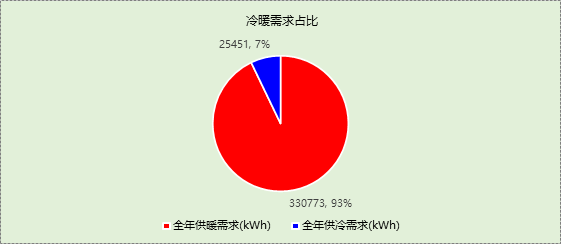 冷暖需求占比
25451, 7%
330773, 93%
全年供暖需求(kWh)
全年供冷需求(kWh)